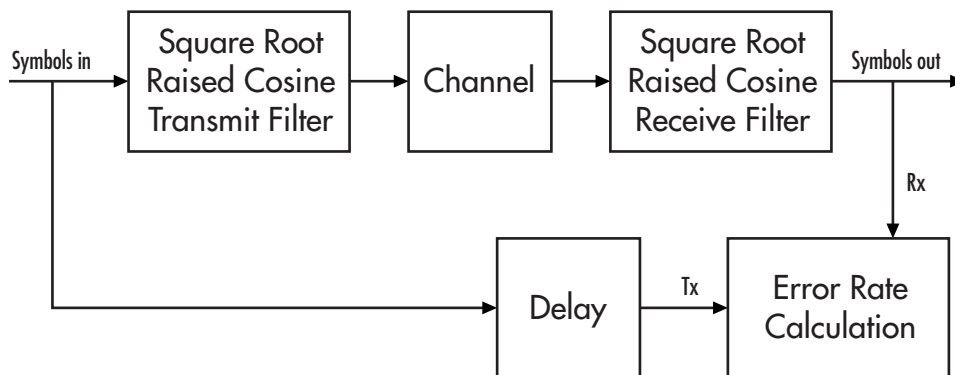 Symbols in
Square Root
Raised Cosine
Transmit Filter
Channel
Square Root
Raised Cosine
Receive Filter
Symbols out
Rx
Delay
Tx
Error Rate
Calculation